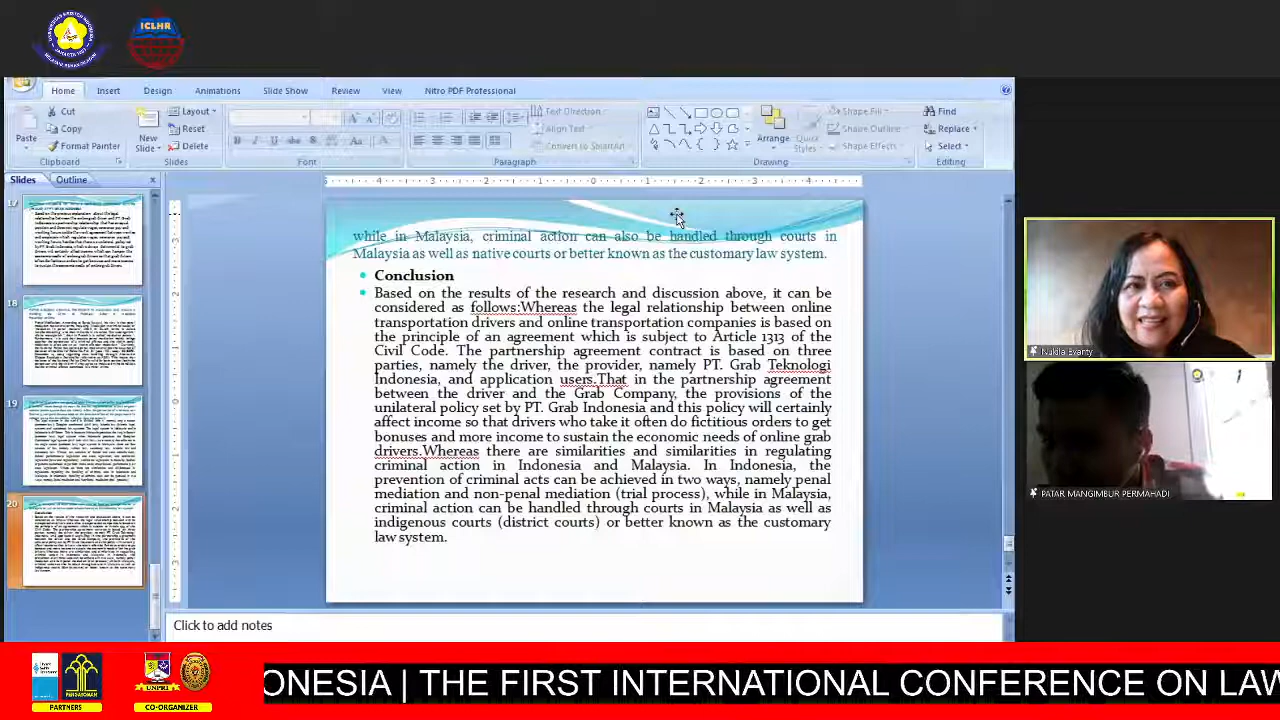 ICLHR
Home Insert Design Animations Slide Show Review View Nitro PDF Professional
Paste
Cut
Copy
Format Painter
Clipboard
New Slide
Layout
Reset
Delete
Slides
Font
Text Direction
Align Text
Convert to SmartArt
Paragraph
Arrange
Quick Styles
Shape Fill
Shape Outline
Shape Effects
Drawing
Find
Replace
Select
Editing
Slides Outline
17
18
19
20
while in Malaysia, criminal action can also be handled through courts in
Malaysia as well as native courts or better known as the customary law system.
Conclusion
Based on the results of the research and discussion above, it can be
considered as follows:Whereas the legal relationship between online
transportation drivers and online transportation companies is based on
the principle of an agreement which is subject to Article 1313 of the
Civil Code. The partnership agreement contract is based on three
parties, namely the driver, the provider, namely PT. Grab Teknologi
Indonesia, and application users.That in the partnership agreement
between the driver and the Grab Company, the provisions of the
unilateral policy set by PT. Grab Indonesia and this policy will certainly
affect income so that drivers who take it often do fictitious orders to get
bonuses and more income to sustain the economic needs of online grab
drivers.Whereas there are similarities and similarities in regulating
criminal action in Indonesia and Malaysia. In Indonesia, the
prevention of criminal acts can be achieved in two ways, namely penal
mediation and non-penal mediation (trial process), while in Malaysia,
criminal action can be handled through courts in Malaysia as well as
indigenous courts (district courts) or better known as the customary
law system.
Click to add notes
Nukila Evanty
PATAR MANGIMBUR PERMAHADI
PENGAYOMAN
PARTNERS
UNPRI
CO-ORGANIZER
ONESIA | THE FIRST INTERNATIONAL CONFERENCE ON LAW